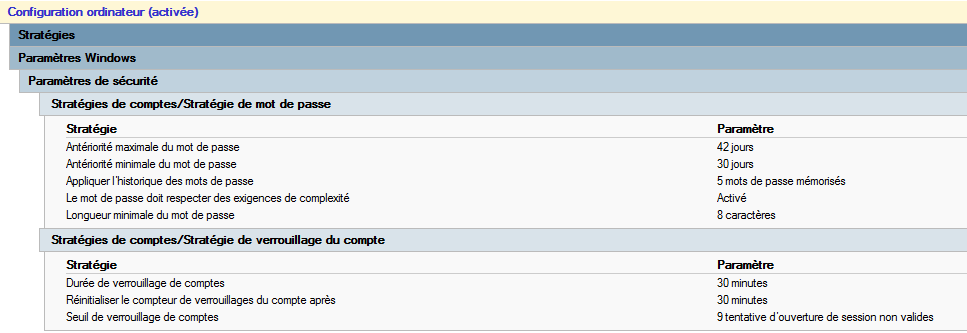 Configuration ordinateur (activée)
Stratégies
Paramètres Windows
Paramètres de sécurité
Stratégies de comptes/Stratégie de mot de passe
Stratégie Paramètre
Antériorité maximale du mot de passe 42 jours
Antériorité minimale du mot de passe 30 jours
Appliquer l'historique des mots de passe 5 mots de passe mémorisés
Le mot de passe doit respecter des exigences de complexité Activé
Longueur minimale du mot de passe 8 caractères
Stratégies de comptes/Stratégie de verrouillage du compte
Stratégie Paramètre
Durée de verrouillage de comptes 30 minutes
Réinitialiser le compteur de verrouillages du compte après 30 minutes
Seuil de verrouillage de comptes 9 tentative d'ouverture de session non valides